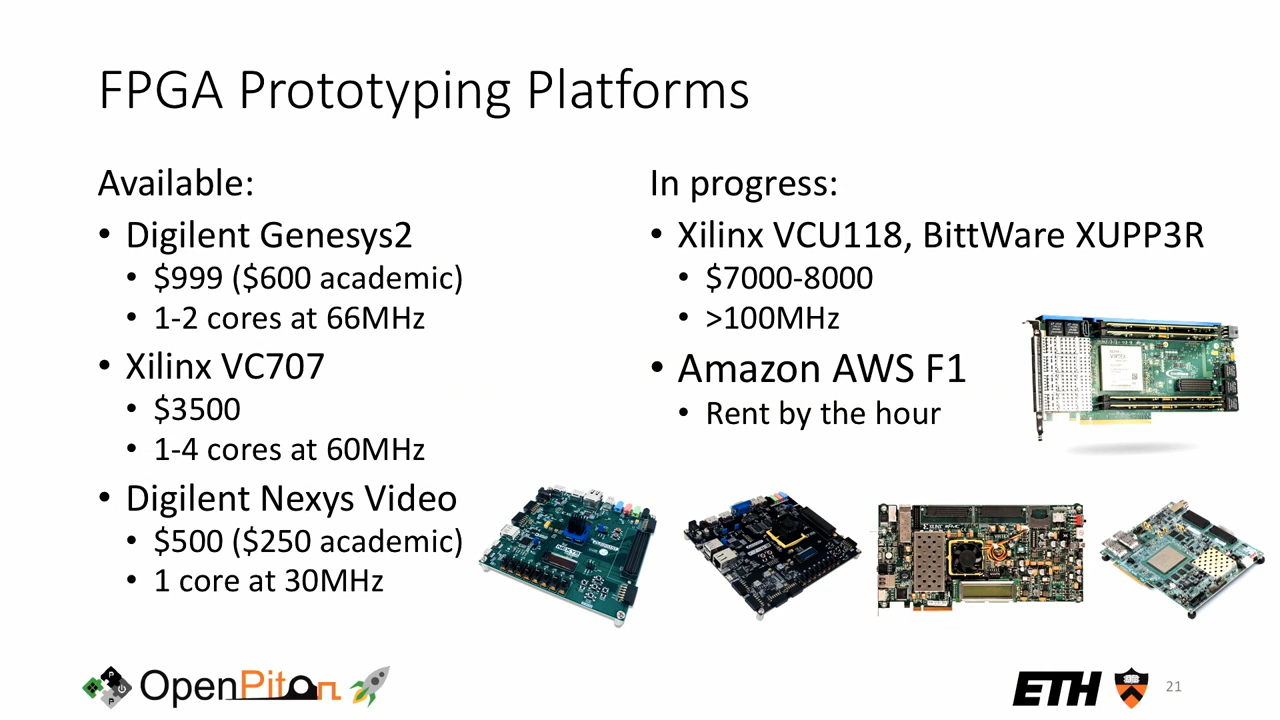 FPGA Prototyping Platforms
Available:
• Digilent Genesys2
• $999 ($600 academic)
• 1-2 cores at 66MHz
• Xilinx VC707
• $3500
• 1-4 cores at 60MHz
• Digilent Nexys Video
• $500 ($250 academic)
• 1 core at 30MHz
In progress:
• Xilinx VCU118, BittWare XUPP3R
• $7000-8000
• >100MHz
• Amazon AWS F1
• Rent by the hour
OpenPiton
ETH
21